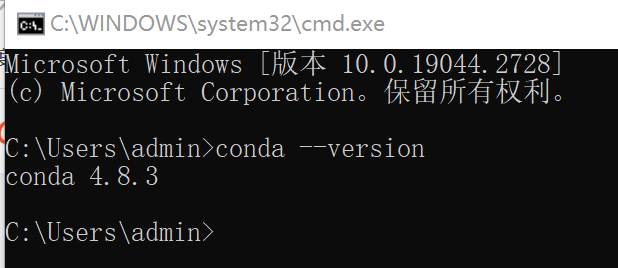 C:\WINDOWS\system32\cmd.exe
Microsoft Windows [版本 10.0.19044.2728]
(c) Microsoft Corporation。保留所有权利。
C:\Users\admin>conda --version
conda 4.8.3
C:\Users\admin>